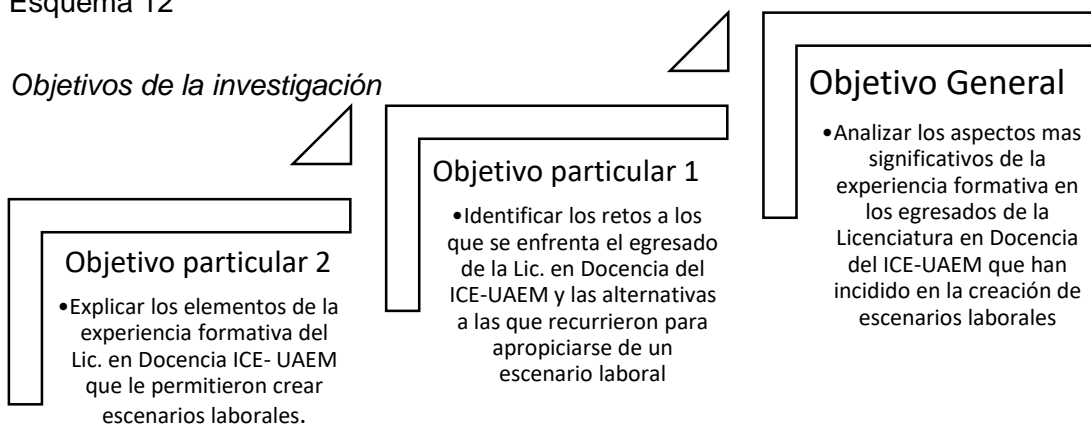 Esquema 12
Objetivos de la investigación
Objetivo particular 2
•Explicar los elementos de la
experiencia formativa del
Lic. en Docencia ICE- UAEM
que le permitieron crear
escenarios laborales.
Objetivo particular 1
•Identificar los retos a los
que se enfrenta el egresado
de la Lic. en Docencia del
ICE-UAEM y las alternativas
a las que recurrieron para
apropiciarse de un
escenario laboral
Objetivo General
•Analizar los aspectos mas
significativos de la
experiencia formativa en
los egresados de la
Licenciatura en Docencia
del ICE-UAEM que han
incidido en la creación de
escenarios laborales